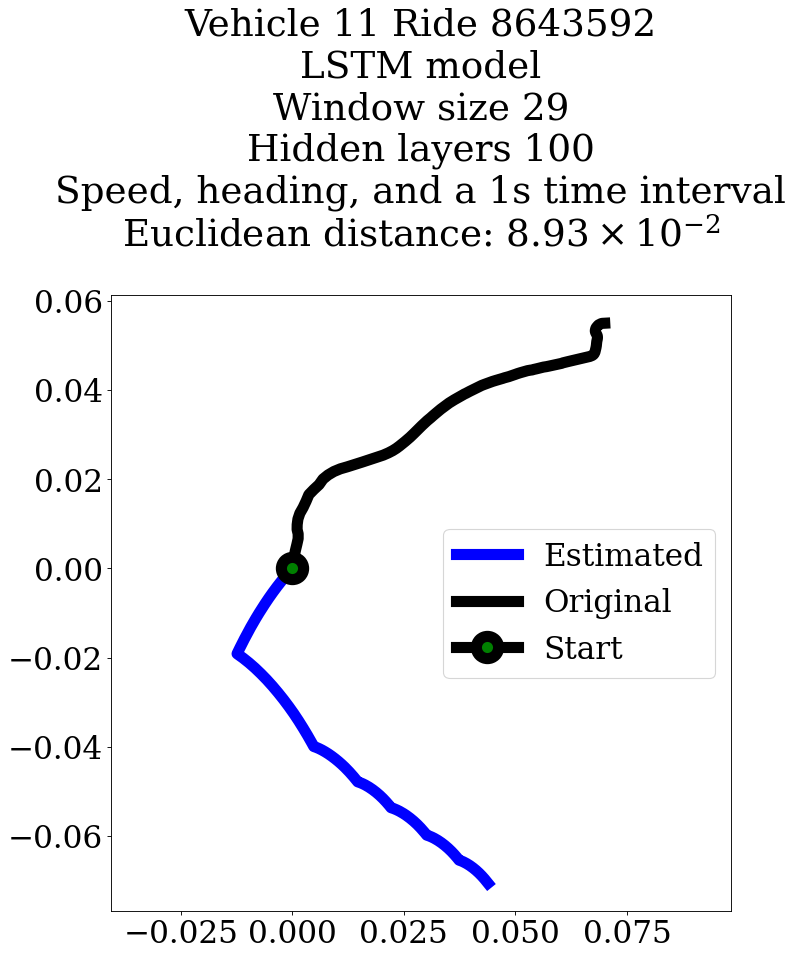 Vehicle 11 Ride 8643592
LSTM model
Window size 29
Hidden layers 100
Speed, heading, and a 1s time interval
Euclidean distance: 8.93 × 10⁻²
0.06
0.04
0.02
0.00
−0.02
−0.04
−0.06
Estimated
Original
Start
−0.025 0.000 0.025 0.050 0.075